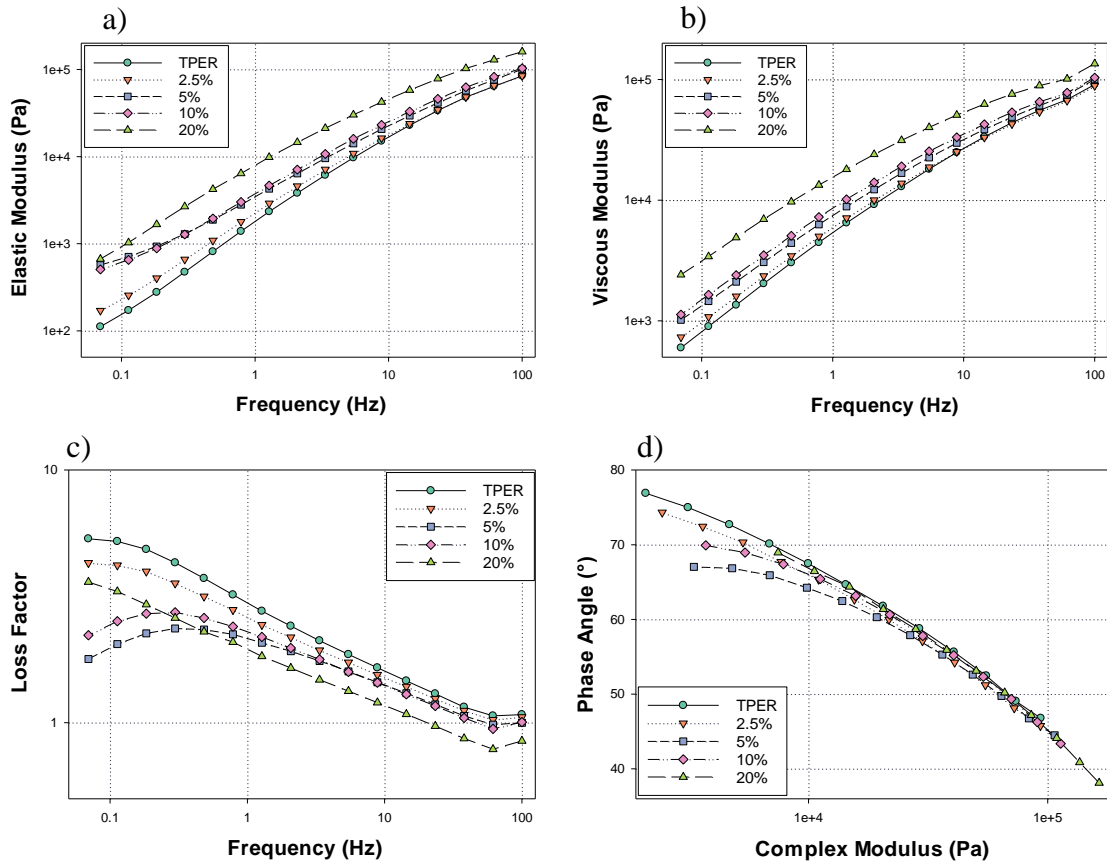 a)
TPER
2.5%
5%
10%
20%
1e+5
1e+4
1e+3
1e+2
Elastic Modulus (Pa)
0.1 1 10 100
Frequency (Hz)
b)
TPER
2.5%
5%
10%
20%
1e+5
1e+4
1e+3
Viscous Modulus (Pa)
0.1 1 10 100
Frequency (Hz)
c)
TPER
2.5%
5%
10%
20%
10
1
Loss Factor
0.1 1 10 100
Frequency (Hz)
d)
TPER
2.5%
5%
10%
20%
80
70
60
50
40
Phase Angle (°)
1e+4 1e+5
Complex Modulus (Pa)